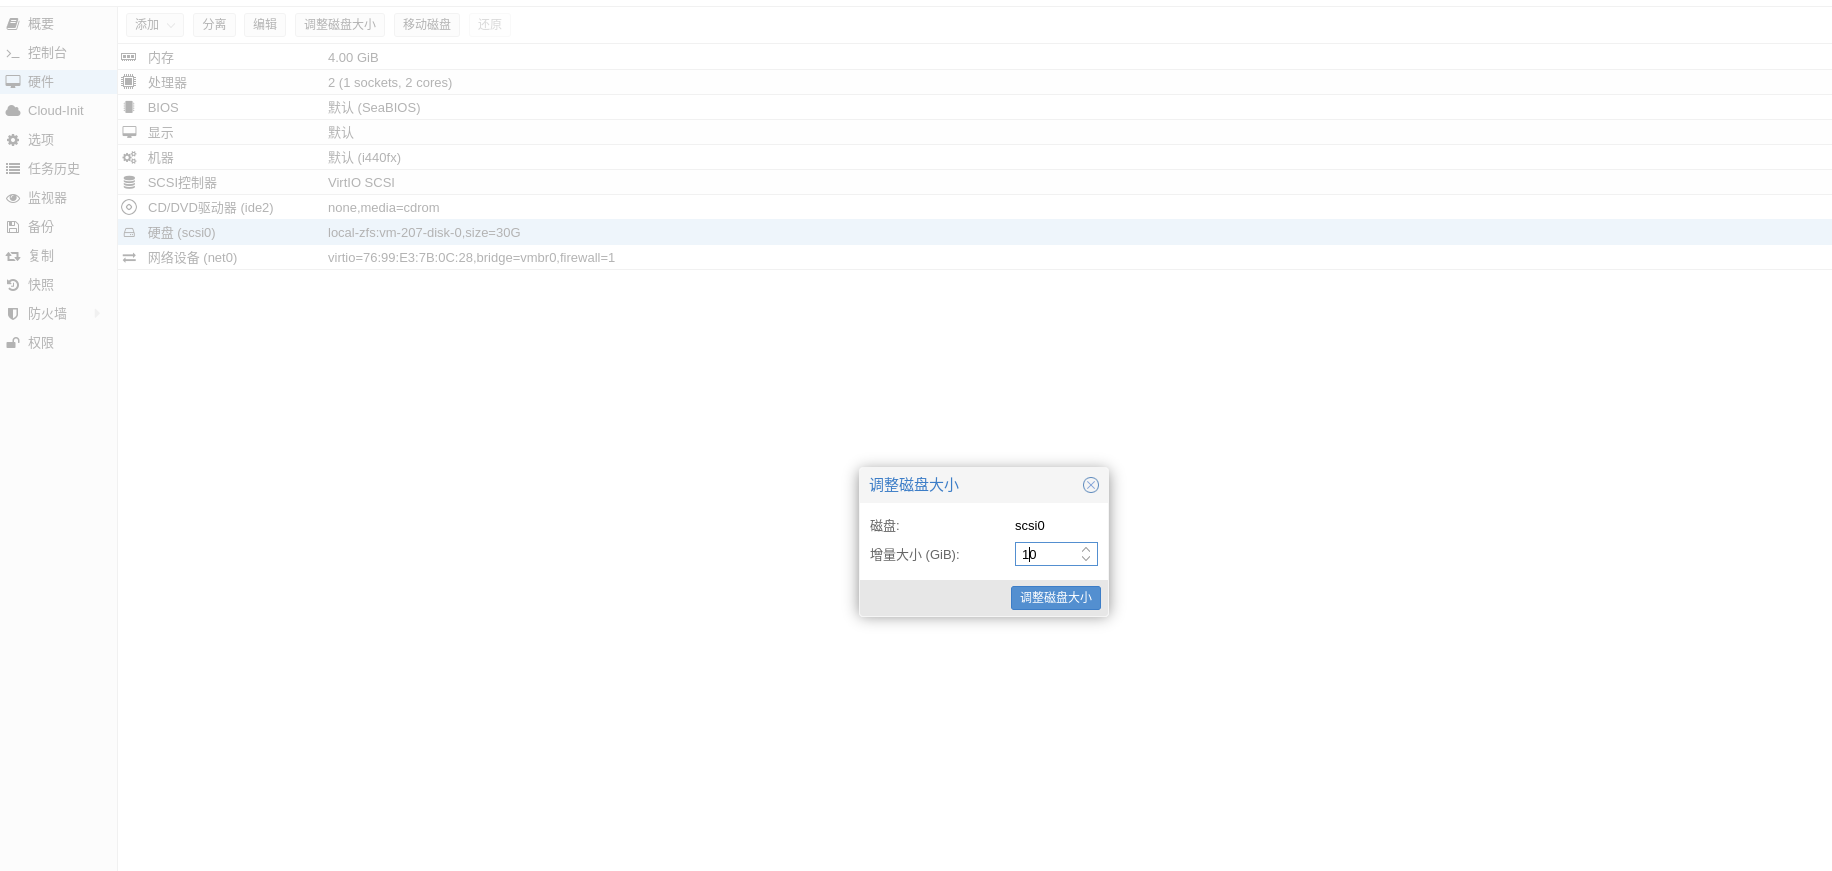 概要
控制台
硬件
Cloud-Init
选项
任务历史
监视器
备份
复制
快照
防火墙
权限
添加 分离 编辑 调整磁盘大小 移动磁盘 还原
内存 4.00 GiB
处理器 2 (1 sockets, 2 cores)
BIOS 默认 (SeaBIOS)
显示 默认
机器 默认 (i440fx)
SCSI控制器 VirtIO SCSI
CD/DVD驱动器 (ide2) none,media=cdrom
硬盘 (scsi0) local-zfs:vm-207-disk-0,size=30G
网络设备 (net0) virtio=76:99:E3:7B:0C:28,bridge=vmbr0,firewall=1
调整磁盘大小
磁盘: scsi0
增量大小 (GiB): 10
调整磁盘大小